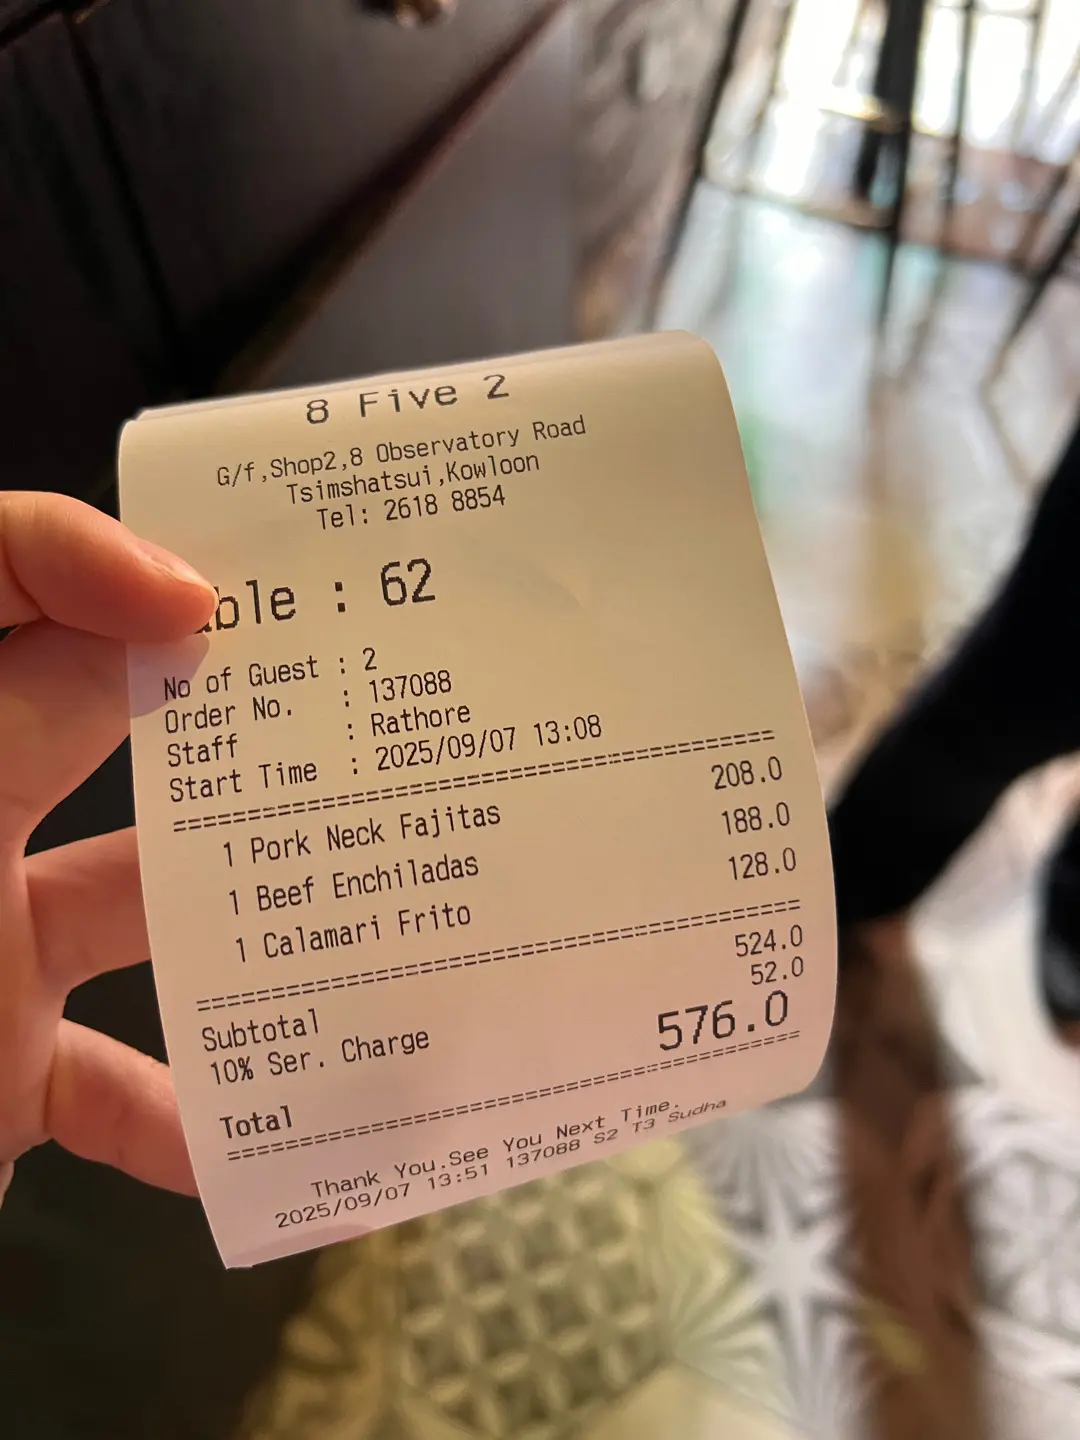 8 Five 2
G/f,Shop2,8 Observatory Road
Tsimshatsui,Kowloon
Tel: 2618 8854
ble : 62
No of Guest : 2
Order No. : 137088
Staff : Rathore
Start Time : 2025/09/07 13:08
===========================================
1 Pork Neck Fajitas 208.0
1 Beef Enchiladas 188.0
1 Calamari Frito 128.0
===========================================
Subtotal 524.0
10% Ser. Charge 52.0
Total 576.0
===========================================
Thank You.See You Next Time.
2025/09/07 13:51 137088 S2 T3 Sudha